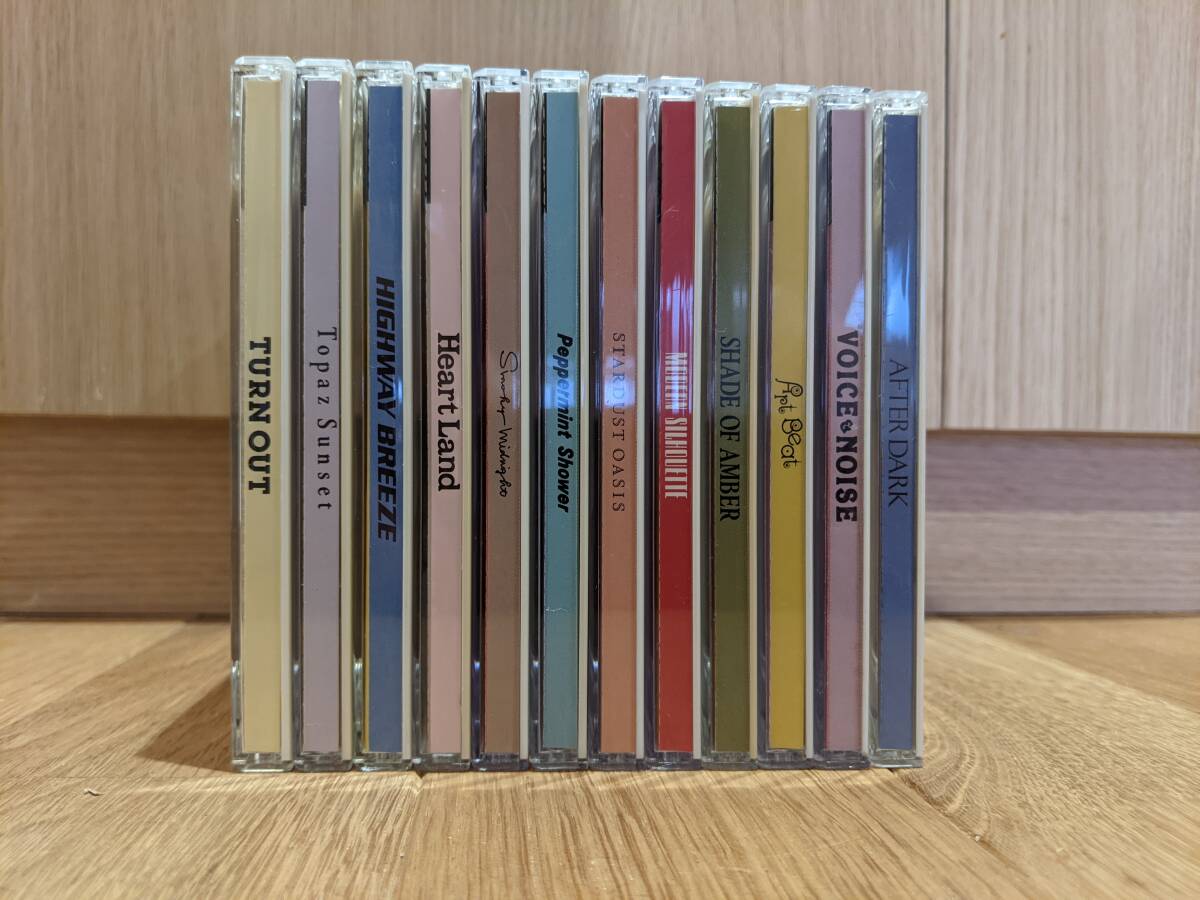 TURN OUT
Topaz Sunset
HIGHWAY BREEZE
Heart Land
Smoky Midnight
Peppermint Shower
STARDUST OASIS
MODERN SILHOUETTE
SHADE OF AMBER
Art Beat
VOICE & NOISE
AFTER DARK